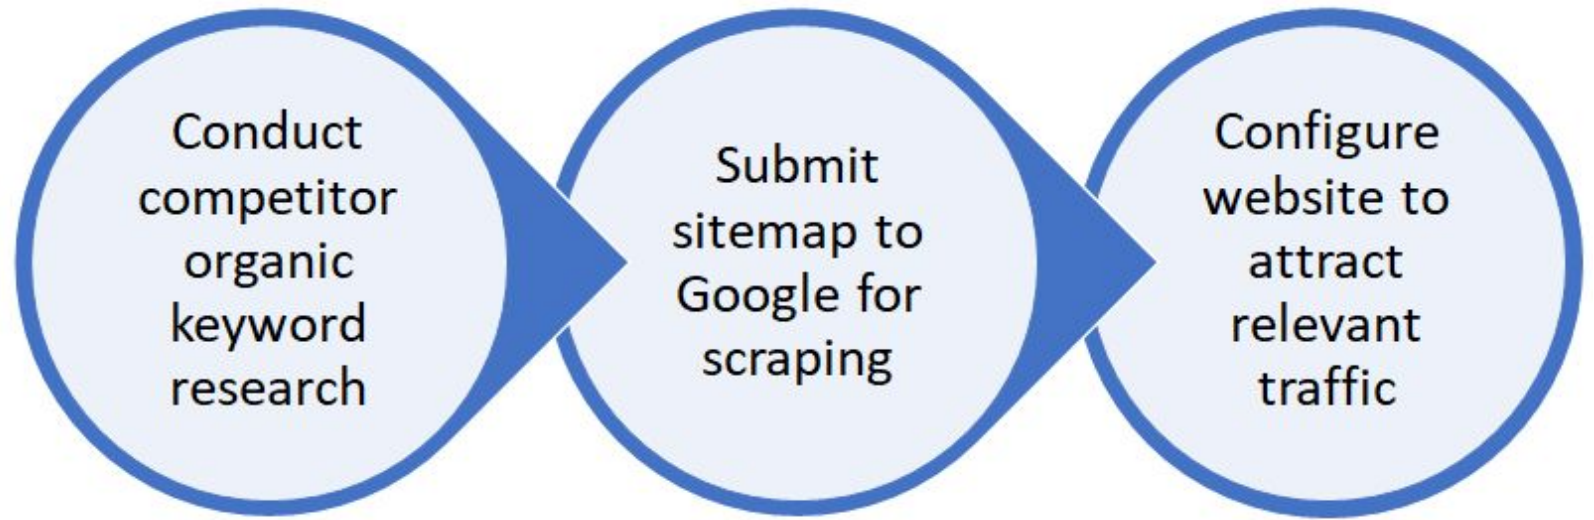 Conduct
competitor
organic
keyword
research
Submit
sitemap to
Google for
scraping
Configure
website to
attract
relevant
traffic